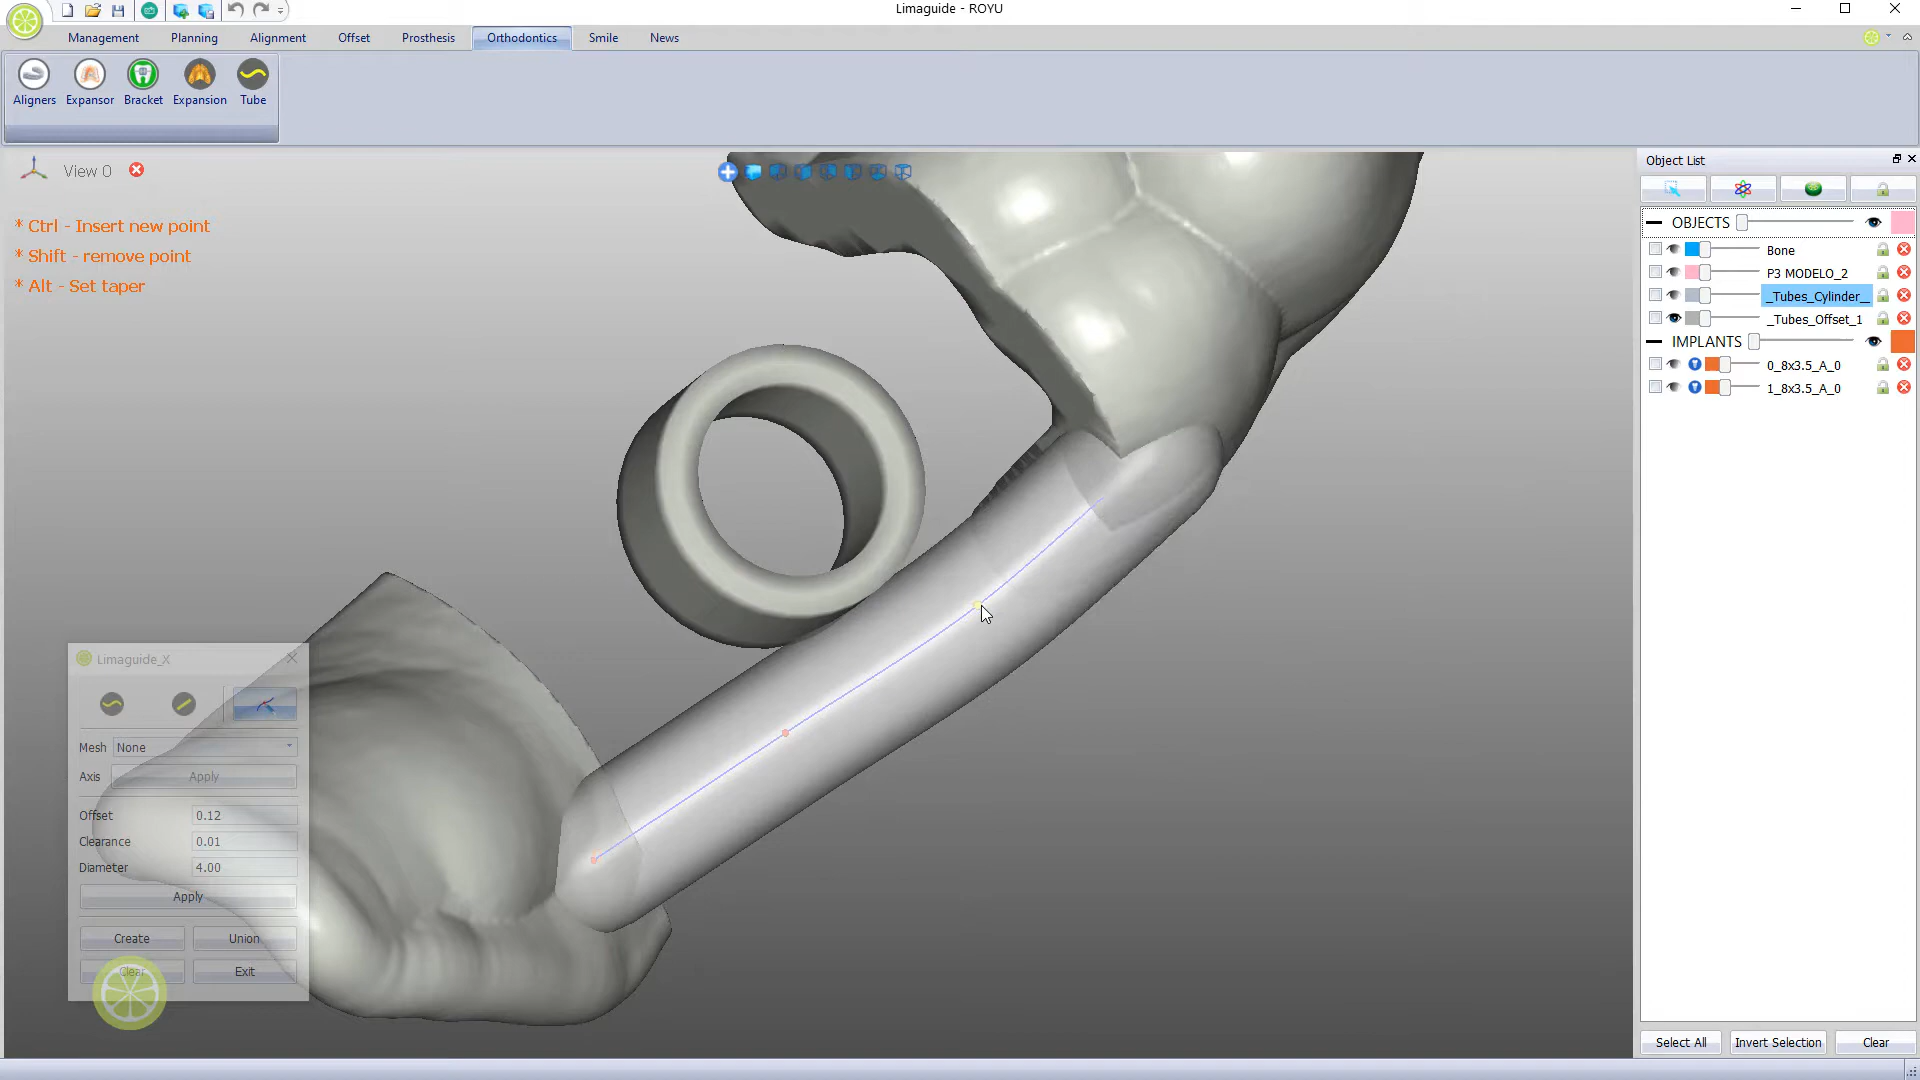 Limaguide - ROYU
Management Planning Alignment Offset Prosthesis Orthodontics Smile News
Aligners Expansor Bracket Expansion Tube
View 0
* Ctrl - Insert new point
* Shift - remove point
* Alt - Set taper
Limaguide_X
Mesh None
Axis Apply
Offset 0.12
Clearance 0.01
Diameter 4.00
Apply
Create Union
Clear Exit
Object List
OBJECTS
Bone
P3 MODELO_2
_Tubes_Cylinder__
_Tubes_Offset_1
IMPLANTS
0_8x3.5_A_0
1_8x3.5_A_0
Select All Invert Selection Clear